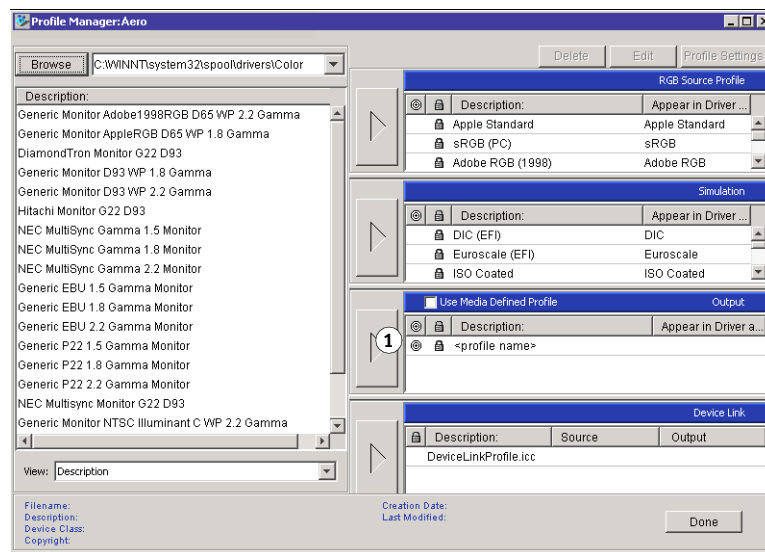 Profile Manager:Aero
Browse
C:\WINNT\system32\spool\drivers\Color
Delete
Edit
Profile Settings
Description:
Generic Monitor Adobe1998RGB D65 WP 2.2 Gamma
Generic Monitor AppleRGB D65 WP 1.8 Gamma
DiamondTron Monitor G22 D93
Generic Monitor D93 WP 1.8 Gamma
Generic Monitor D93 WP 2.2 Gamma
Hitachi Monitor G22 D93
NEC MultiSync Gamma 1.5 Monitor
NEC MultiSync Gamma 1.8 Monitor
NEC MultiSync Gamma 2.2 Monitor
Generic EBU 1.5 Gamma Monitor
Generic EBU 1.8 Gamma Monitor
Generic EBU 2.2 Gamma Monitor
Generic P22 1.5 Gamma Monitor
Generic P22 1.8 Gamma Monitor
Generic P22 2.2 Gamma Monitor
NEC Multisync Monitor G22 D93
Generic Monitor NTSC Illuminant C WP 2.2 Gamma
View: Description
RGB Source Profile
Description: Appear in Driver ...
Apple Standard Apple Standard
sRGB (PC) sRGB
Adobe RGB (1998) Adobe RGB
Simulation
Description: Appear in Driver ...
DIC (EFI) DIC
Euroscale (EFI) Euroscale
ISO Coated ISO Coated
Use Media Defined Profile Output
Description: Appear in Driver a...
1
<profile name>
Device Link
Description: Source Output
DeviceLinkProfile.icc
Filename:
Description:
Device Class:
Copyright:
Creation Date:
Last Modified:
Done